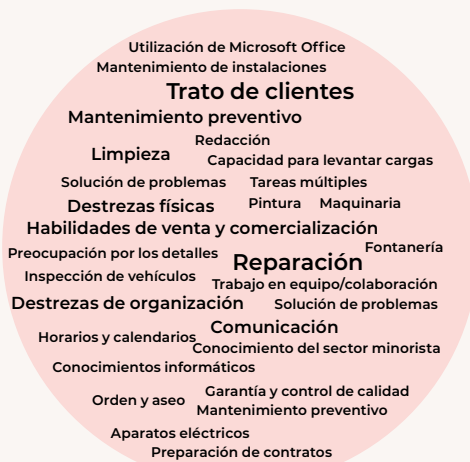 Utilización de Microsoft Office
Mantenimiento de instalaciones
Trato de clientes
Mantenimiento preventivo
Redacción
Limpieza
Capacidad para levantar cargas
Solución de problemas
Tareas múltiples
Destrezas físicas
Pintura
Maquinaria
Habilidades de venta y comercialización
Fontanería
Preocupación por los detalles
Reparación
Inspección de vehículos
Trabajo en equipo/colaboración
Destrezas de organización
Solución de problemas
Comunicación
Horarios y calendarios
Conocimiento del sector minorista
Conocimientos informáticos
Garantía y control de calidad
Orden y aseo
Mantenimiento preventivo
Aparatos eléctricos
Preparación de contratos